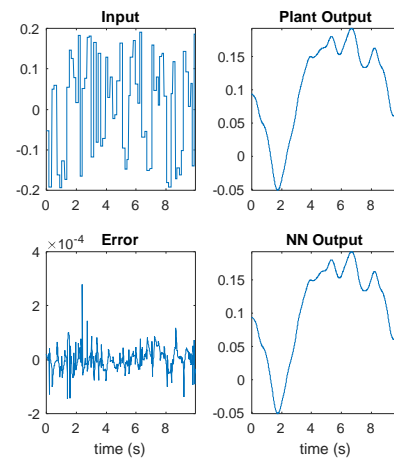 Input
0.2
0.1
0
-0.1
-0.2
0 2 4 6 8
Plant Output
0.15
0.1
0.05
0
-0.05
0 2 4 6 8
Error
×10-4
4
2
0
-2
0 2 4 6 8
time (s)
NN Output
0.15
0.1
0.05
0
-0.05
0 2 4 6 8
time (s)